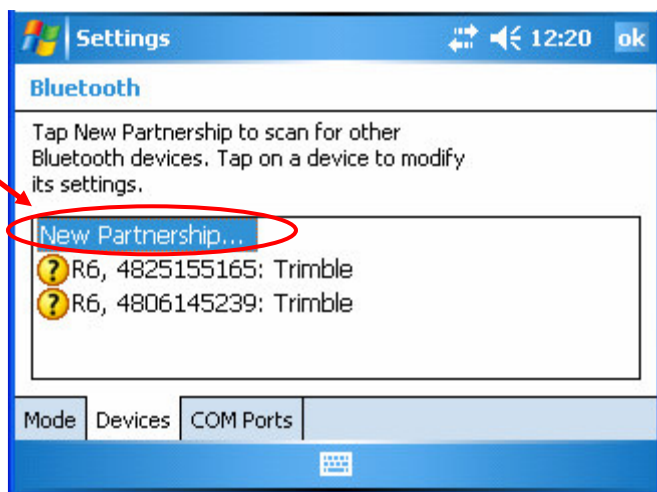 Settings 12:20 ok
Bluetooth
Tap New Partnership to scan for other
Bluetooth devices. Tap on a device to modify
its settings.
New Partnership...
R6, 4825155165: Trimble
R6, 4806145239: Trimble
Mode Devices COM Ports